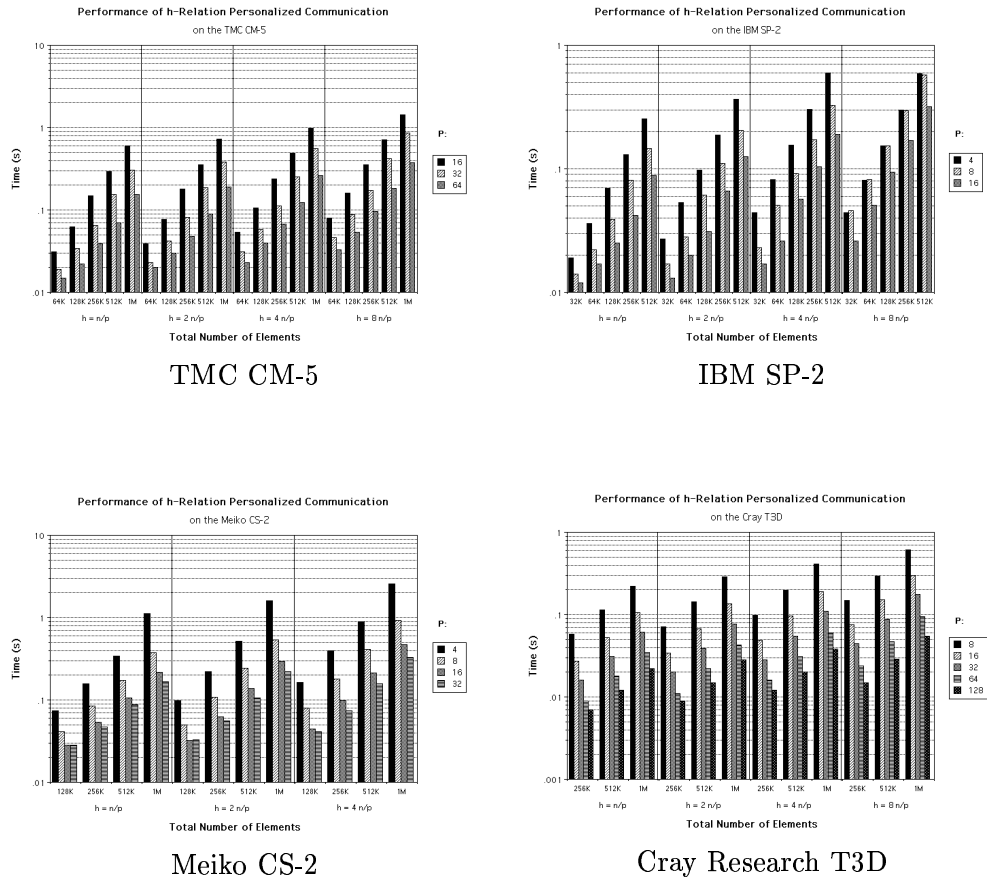 Performance of h-Relation Personalized Communication
on the TMC CM-5
10
1
.1
.01
Time (s)
64K 128K 256K 512K 1M 64K 128K 256K 512K 1M 64K 128K 256K 512K 1M 64K 128K 256K 512K 1M
h = n/p h = 2 n/p h = 4 n/p h = 8 n/p
Total Number of Elements
P:
16
32
64
TMC CM-5
Performance of h-Relation Personalized Communication
on the IBM SP-2
1
.1
.01
Time (s)
32K 64K 128K 256K 512K 32K 64K 128K 256K 512K 32K 64K 128K 256K 512K 32K 64K 128K 256K 512K
h = n/p h = 2 n/p h = 4 n/p h = 8 n/p
Total Number of Elements
P:
4
8
16
IBM SP-2
Performance of h-Relation Personalized Communication
on the Meiko CS-2
10
1
.1
.01
Time (s)
128K 256K 512K 1M 128K 256K 512K 1M 128K 256K 512K 1M
h = n/p h = 2 n/p h = 4 n/p
Total Number of Elements
P:
4
8
16
32
Meiko CS-2
Performance of h-Relation Personalized Communication
on the Cray T3D
1
.1
.01
.001
Time (s)
256K 512K 1M 256K 512K 1M 256K 512K 1M 256K 512K 1M
h = n/p h = 2 n/p h = 4 n/p h = 8 n/p
Total Number of Elements
P:
8
16
32
64
128
Cray Research T3D